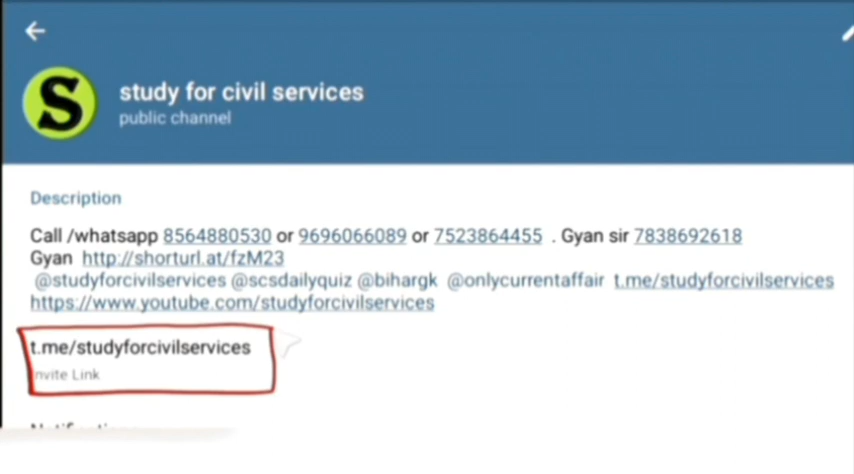 S
study for civil services
public channel
Description
Call /whatsapp 8564880530 or 9696066089 or 7523864455 . Gyan sir 7838692618
Gyan http://shorturl.at/fzM23
@studyforcivilservices @scsdailyquiz @bihargk @onlycurrentaffair t.me/studyforcivilservices
https://www.youtube.com/studyforcivilservices
t.me/studyforcivilservices
Invite Link